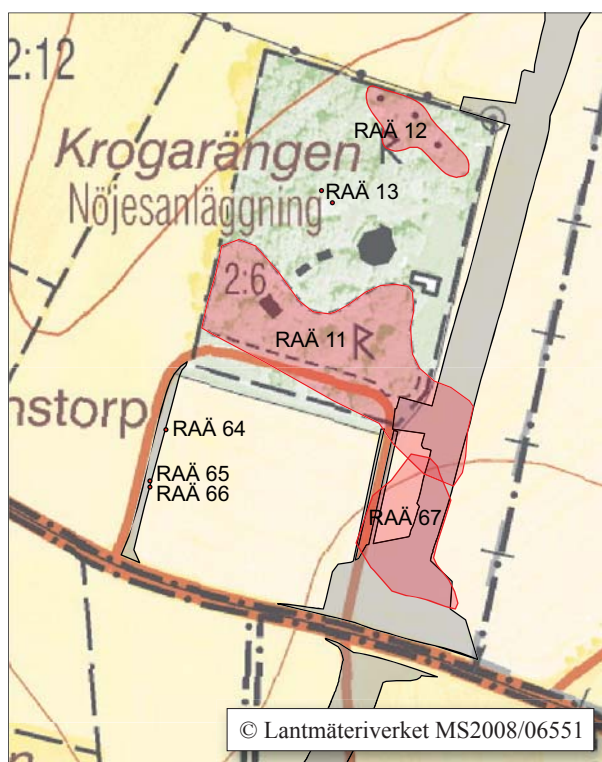 2:12
RAÄ 12
R
Krogarängen
RAÄ 13
Nöjesanläggning
2:6
RAÄ 11
R
nstorp
RAÄ 64
RAÄ 65
RAÄ 66
RAÄ 67
© Lantmäteriverket MS2008/06551